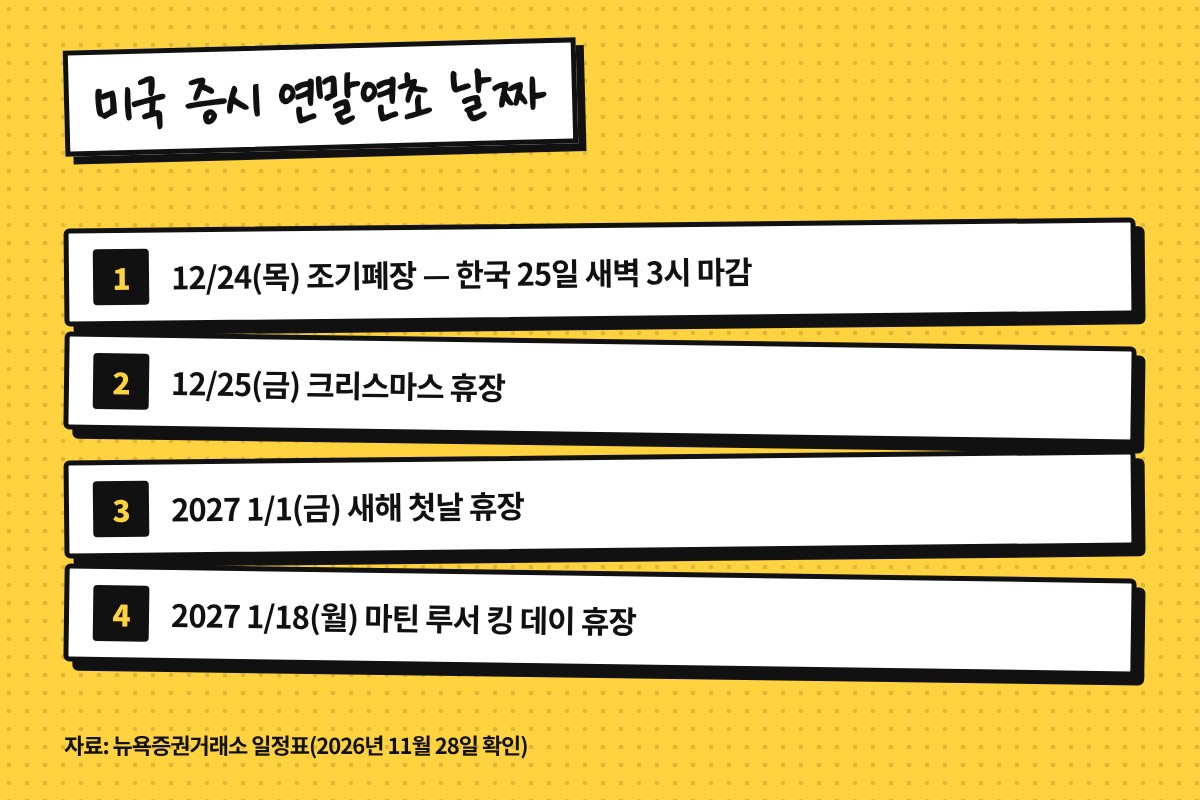 미국 증시 연말연초 날짜
1 12/24(목) 조기폐장 — 한국 25일 새벽 3시 마감
2 12/25(금) 크리스마스 휴장
3 2027 1/1(금) 새해 첫날 휴장
4 2027 1/18(월) 마틴 루서 킹 데이 휴장
자료: 뉴욕증권거래소 일정표(2026년 11월 28일 확인)